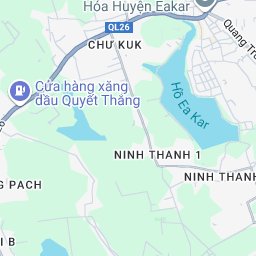 Hóa Huyện Eakar
Quang Tr
QL26
CHƯ KUK
Cửa hàng xăng
dầu Quyết Thắng
Hồ Ea Kar
NINH THANH 1
NINH THANH
G PACH
I B